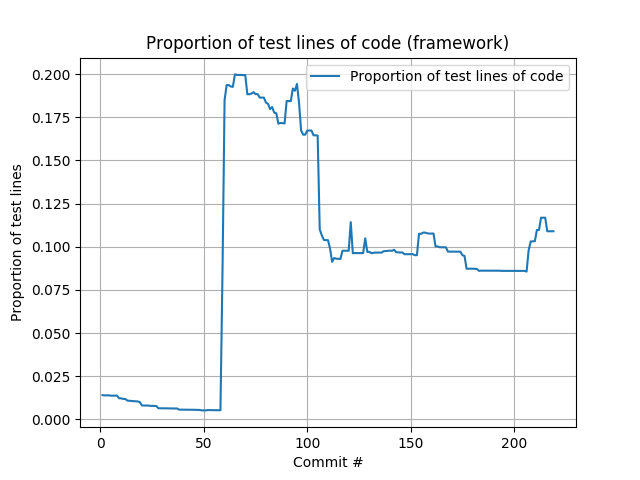 Proportion of test lines of code (framework)
Proportion of test lines of code
Proportion of test lines
0.200
0.175
0.150
0.125
0.100
0.075
0.050
0.025
0.000
0 50 100 150 200
Commit #